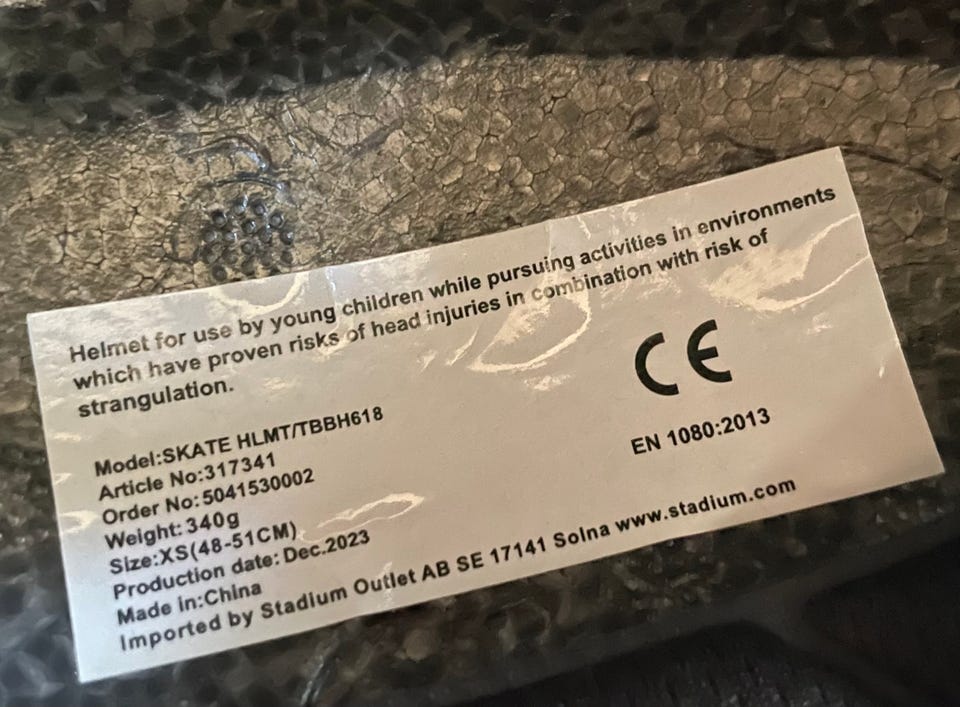 Helmet for use by young children while pursuing activities in environments
which have proven risks of head injuries in combination with risk of
strangulation.
CE
EN 1080:2013
Model:SKATE HLMT/TBBH618
Article No:317341
Order No:5041530002
Weight:340g
Size:XS(48-51CM)
Production date:Dec.2023
Made in:China
Imported by Stadium Outlet AB SE 17141 Solna www.stadium.com